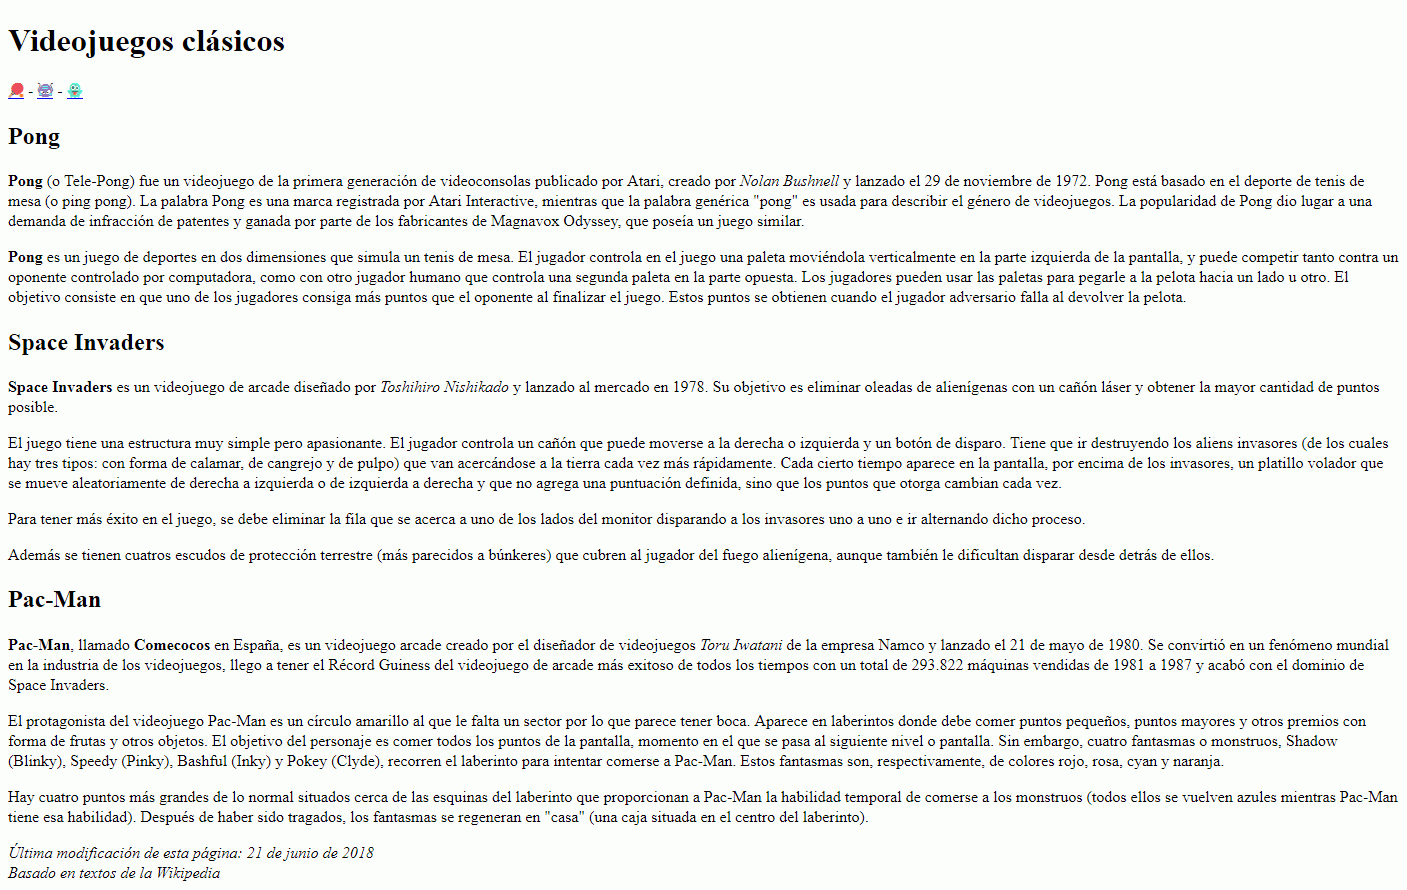 Videojuegos clásicos
- -
Pong
Pong (o Tele-Pong) fue un videojuego de la primera generación de videoconsolas publicado por Atari, creado por Nolan Bushnell y lanzado el 29 de noviembre de 1972. Pong está basado en el deporte de tenis de
mesa (o ping pong). La palabra Pong es una marca registrada por Atari Interactive, mientras que la palabra genérica "pong" es usada para describir el género de videojuegos. La popularidad de Pong dio lugar a una
demanda de infracción de patentes y ganada por parte de los fabricantes de Magnavox Odyssey, que poseía un juego similar.
Pong es un juego de deportes en dos dimensiones que simula un tenis de mesa. El jugador controla en el juego una paleta moviéndola verticalmente en la parte izquierda de la pantalla, y puede competir tanto contra un
oponente controlado por computadora, como con otro jugador humano que controla una segunda paleta en la parte opuesta. Los jugadores pueden usar las paletas para pegarle a la pelota hacia un lado u otro. El
objetivo consiste en que uno de los jugadores consiga más puntos que el oponente al finalizar el juego. Estos puntos se obtienen cuando el jugador adversario falla al devolver la pelota.
Space Invaders
Space Invaders es un videojuego de arcade diseñado por Toshihiro Nishikado y lanzado al mercado en 1978. Su objetivo es eliminar oleadas de alienígenas con un cañón láser y obtener la mayor cantidad de puntos
posible.
El juego tiene una estructura muy simple pero apasionante. El jugador controla un cañón que puede moverse a la derecha o izquierda y un botón de disparo. Tiene que ir destruyendo los aliens invasores (de los cuales
hay tres tipos: con forma de calamar, de cangrejo y de pulpo) que van acercándose a la tierra cada vez más rápidamente. Cada cierto tiempo aparece en la pantalla, por encima de los invasores, un platillo volador que
se mueve aleatoriamente de derecha a izquierda o de izquierda a derecha y que no agrega una puntuación definida, sino que los puntos que otorga cambian cada vez.
Para tener más éxito en el juego, se debe eliminar la fila que se acerca a uno de los lados del monitor disparando a los invasores uno a uno e ir alternando dicho proceso.
Además se tienen cuatros escudos de protección terrestre (más parecidos a búnkeres) que cubren al jugador del fuego alienígena, aunque también le dificultan disparar desde detrás de ellos.
Pac-Man
Pac-Man, llamado Comecocos en España, es un videojuego arcade creado por el diseñador de videojuegos Toru Iwatani de la empresa Namco y lanzado el 21 de mayo de 1980. Se convirtió en un fenómeno mundial
en la industria de los videojuegos, llego a tener el Récord Guiness del videojuego de arcade más exitoso de todos los tiempos con un total de 293.822 máquinas vendidas de 1981 a 1987 y acabó con el dominio de
Space Invaders.
El protagonista del videojuego Pac-Man es un círculo amarillo al que le falta un sector por lo que parece tener boca. Aparece en laberintos donde debe comer puntos pequeños, puntos mayores y otros premios con
forma de frutas y otros objetos. El objetivo del personaje es comer todos los puntos de la pantalla, momento en el que se pasa al siguiente nivel o pantalla. Sin embargo, cuatro fantasmas o monstruos, Shadow
(Blinky), Speedy (Pinky), Bashful (Inky) y Pokey (Clyde), recorren el laberinto para intentar comerse a Pac-Man. Estos fantasmas son, respectivamente, de colores rojo, rosa, cyan y naranja.
Hay cuatro puntos más grandes de lo normal situados cerca de las esquinas del laberinto que proporcionan a Pac-Man la habilidad temporal de comerse a los monstruos (todos ellos se vuelven azules mientras Pac-Man
tiene esa habilidad). Después de haber sido tragados, los fantasmas se regeneran en "casa" (una caja situada en el centro del laberinto).
Última modificación de esta página: 21 de junio de 2018
Basado en textos de la Wikipedia